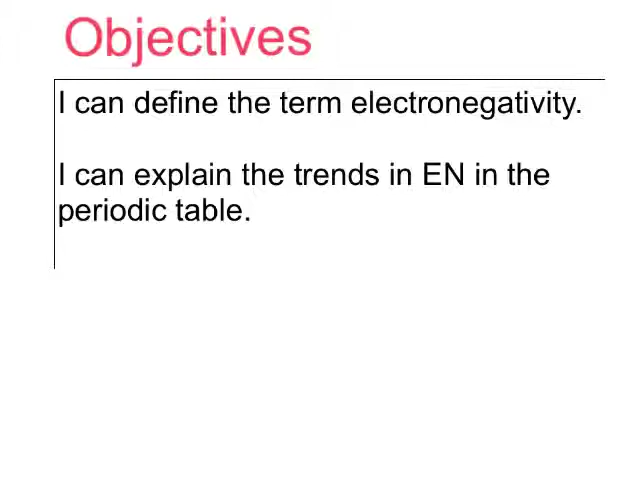 Objectives
I can define the term electronegativity.
I can explain the trends in EN in the
periodic table.